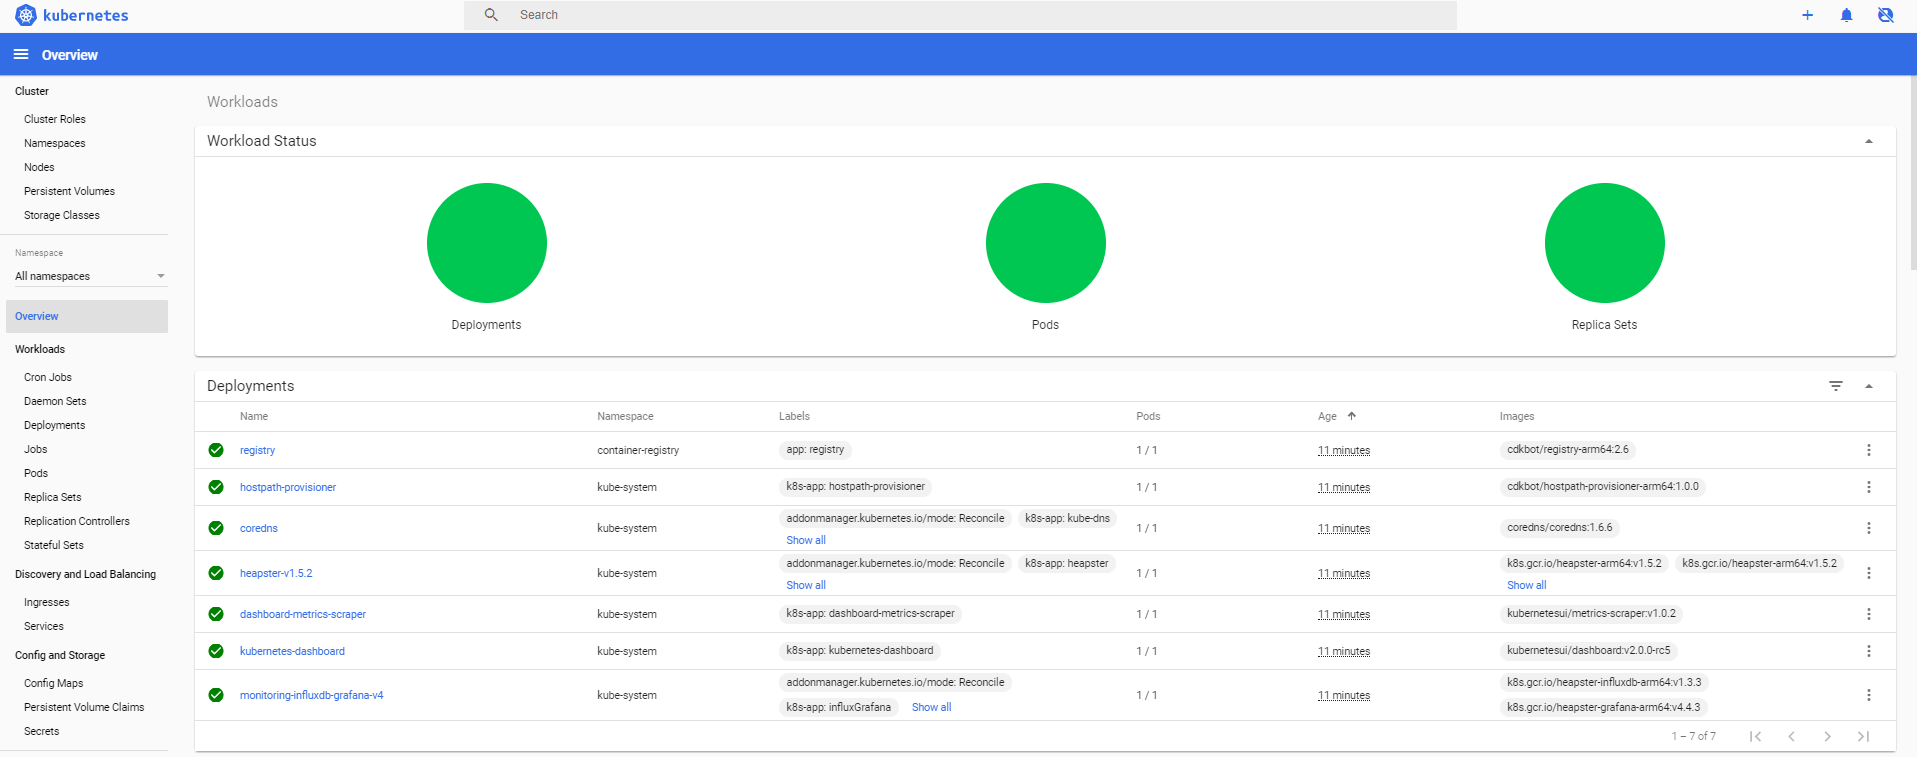 kubernetes
Search
Overview
Cluster
Cluster Roles
Namespaces
Nodes
Persistent Volumes
Storage Classes
Namespace
All namespaces
Overview
Workloads
Cron Jobs
Daemon Sets
Deployments
Jobs
Pods
Replica Sets
Replication Controllers
Stateful Sets
Discovery and Load Balancing
Ingresses
Services
Config and Storage
Config Maps
Persistent Volume Claims
Secrets
Workloads
Workload Status
Deployments Pods Replica Sets
Deployments
Name Namespace Labels Pods Age Images
registry container-registry app: registry 1 / 1 11 minutes cdkbot/registry-arm64:2.6
hostpath-provisioner kube-system k8s-app: hostpath-provisioner 1 / 1 11 minutes cdkbot/hostpath-provisioner-arm64:1.0.0
addonmanager.kubernetes.io/mode: Reconcile k8s-app: kube-dns
coredns kube-system 1 / 1 11 minutes coredns/coredns:1.6.6
Show all
addonmanager.kubernetes.io/mode: Reconcile k8s-app: heapster k8s.gcr.io/heapster-arm64:v1.5.2 k8s.gcr.io/heapster-arm64:v1.5.2
heapster-v1.5.2 kube-system 1 / 1 11 minutes
Show all Show all
dashboard-metrics-scraper kube-system k8s-app: dashboard-metrics-scraper 1 / 1 11 minutes kubernetesui/metrics-scraper:v1.0.2
kubernetes-dashboard kube-system k8s-app: kubernetes-dashboard 1 / 1 11 minutes kubernetesui/dashboard:v2.0.0-rc5
addonmanager.kubernetes.io/mode: Reconcile k8s.gcr.io/heapster-influxdb-arm64:v1.3.3
monitoring-influxdb-grafana-v4 kube-system 1 / 1 11 minutes
k8s-app: influxGrafana Show all k8s.gcr.io/heapster-grafana-arm64:v4.4.3
1 – 7 of 7